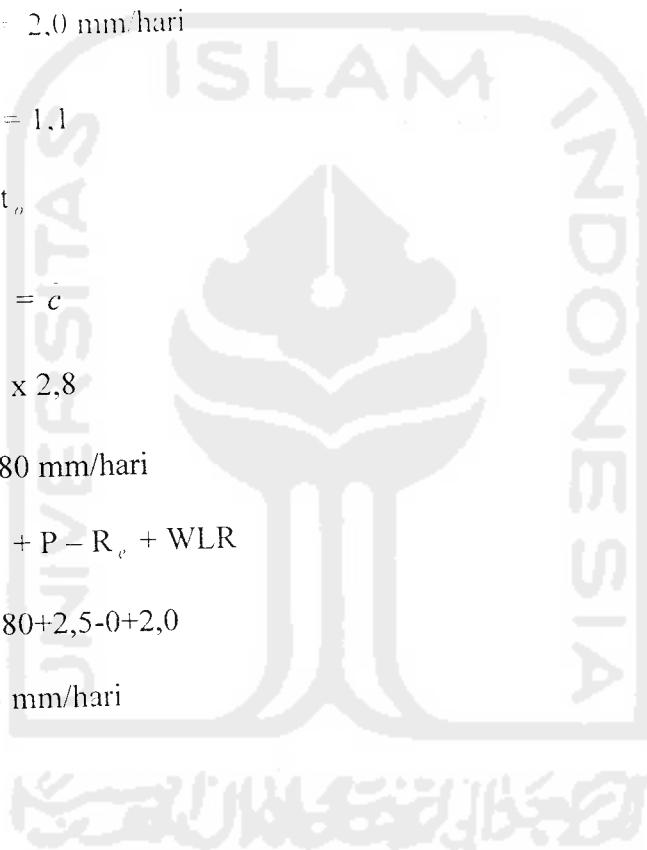 = 2,0 mm/hari
ISLAM
UNIVERSITAS
INDONESIA
= 1,1
t o
= c
x 2,8
80 mm/hari
+ P – R e + WLR
80+2,5-0+2,0
mm/hari